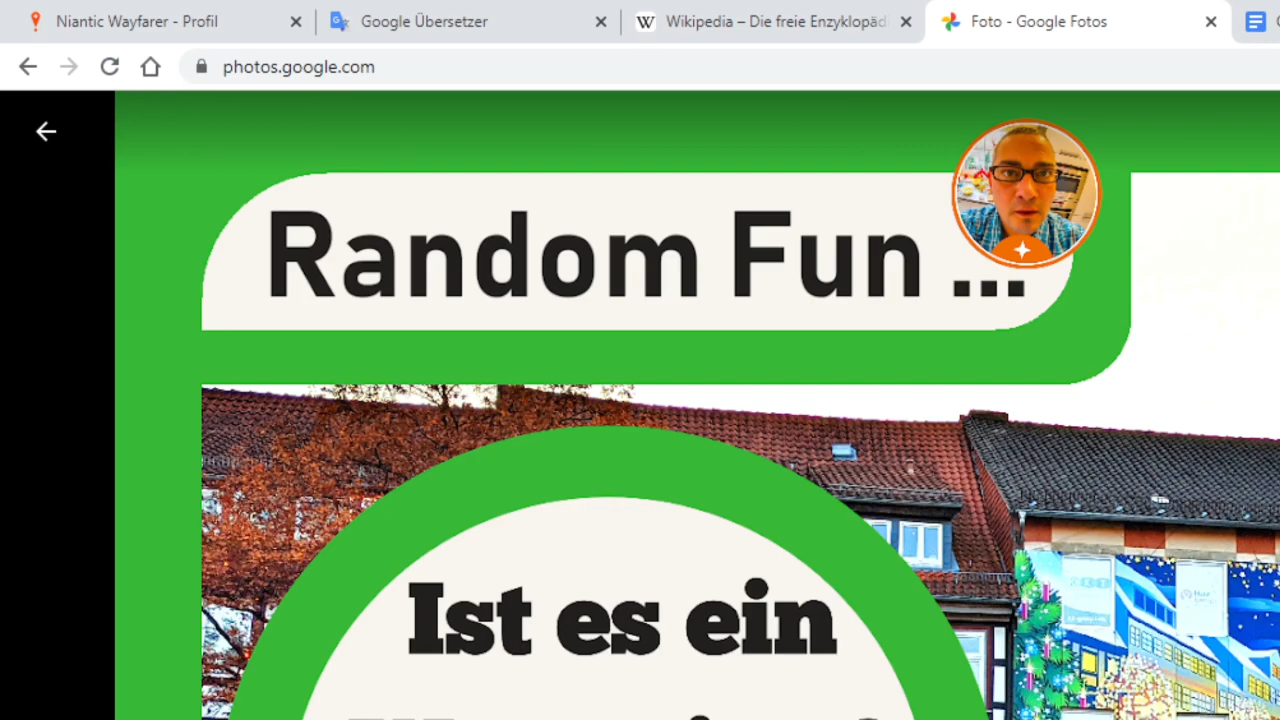 Niantic Wayfarer - Profil
Google Übersetzer
Wikipedia – Die freie Enzyklopäd
Foto - Google Fotos
photos.google.com
Random Fun ...
Ist es ein